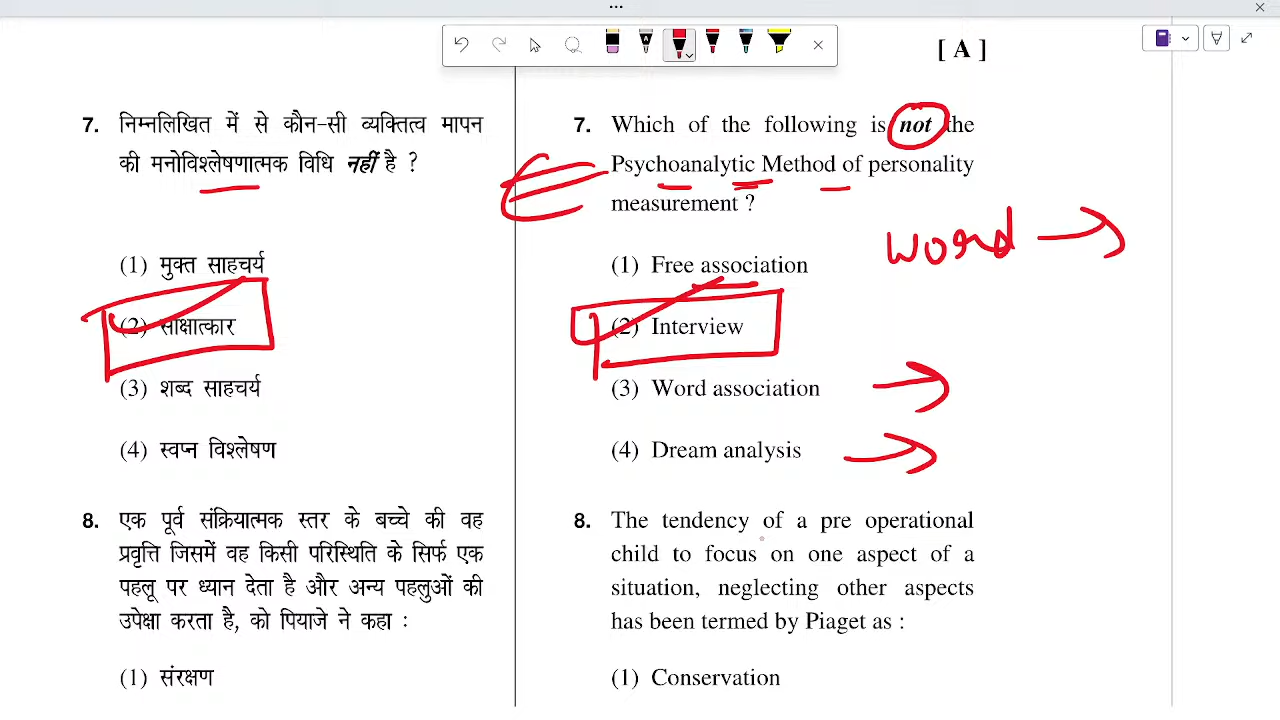 [ A ]
7. निम्नलिखित में से कौन-सी व्यक्तित्व मापन
की मनोविश्लेषणात्मक विधि नहीं है ?
(1) मुक्त साहचर्य
(2) साक्षात्कार
(3) शब्द साहचर्य
(4) स्वप्न विश्लेषण
8. एक पूर्व संक्रियात्मक स्तर के बच्चे की वह
प्रवृत्ति जिसमें वह किसी परिस्थिति के सिर्फ एक
पहलू पर ध्यान देता है और अन्य पहलुओं की
उपेक्षा करता है, को पियाजे ने कहा :
(1) संरक्षण
7. Which of the following is not the
Psychoanalytic Method of personality
measurement ?
word
(1) Free association
(2) Interview
(3) Word association
(4) Dream analysis
8. The tendency of a pre operational
child to focus on one aspect of a
situation, neglecting other aspects
has been termed by Piaget as :
(1) Conservation